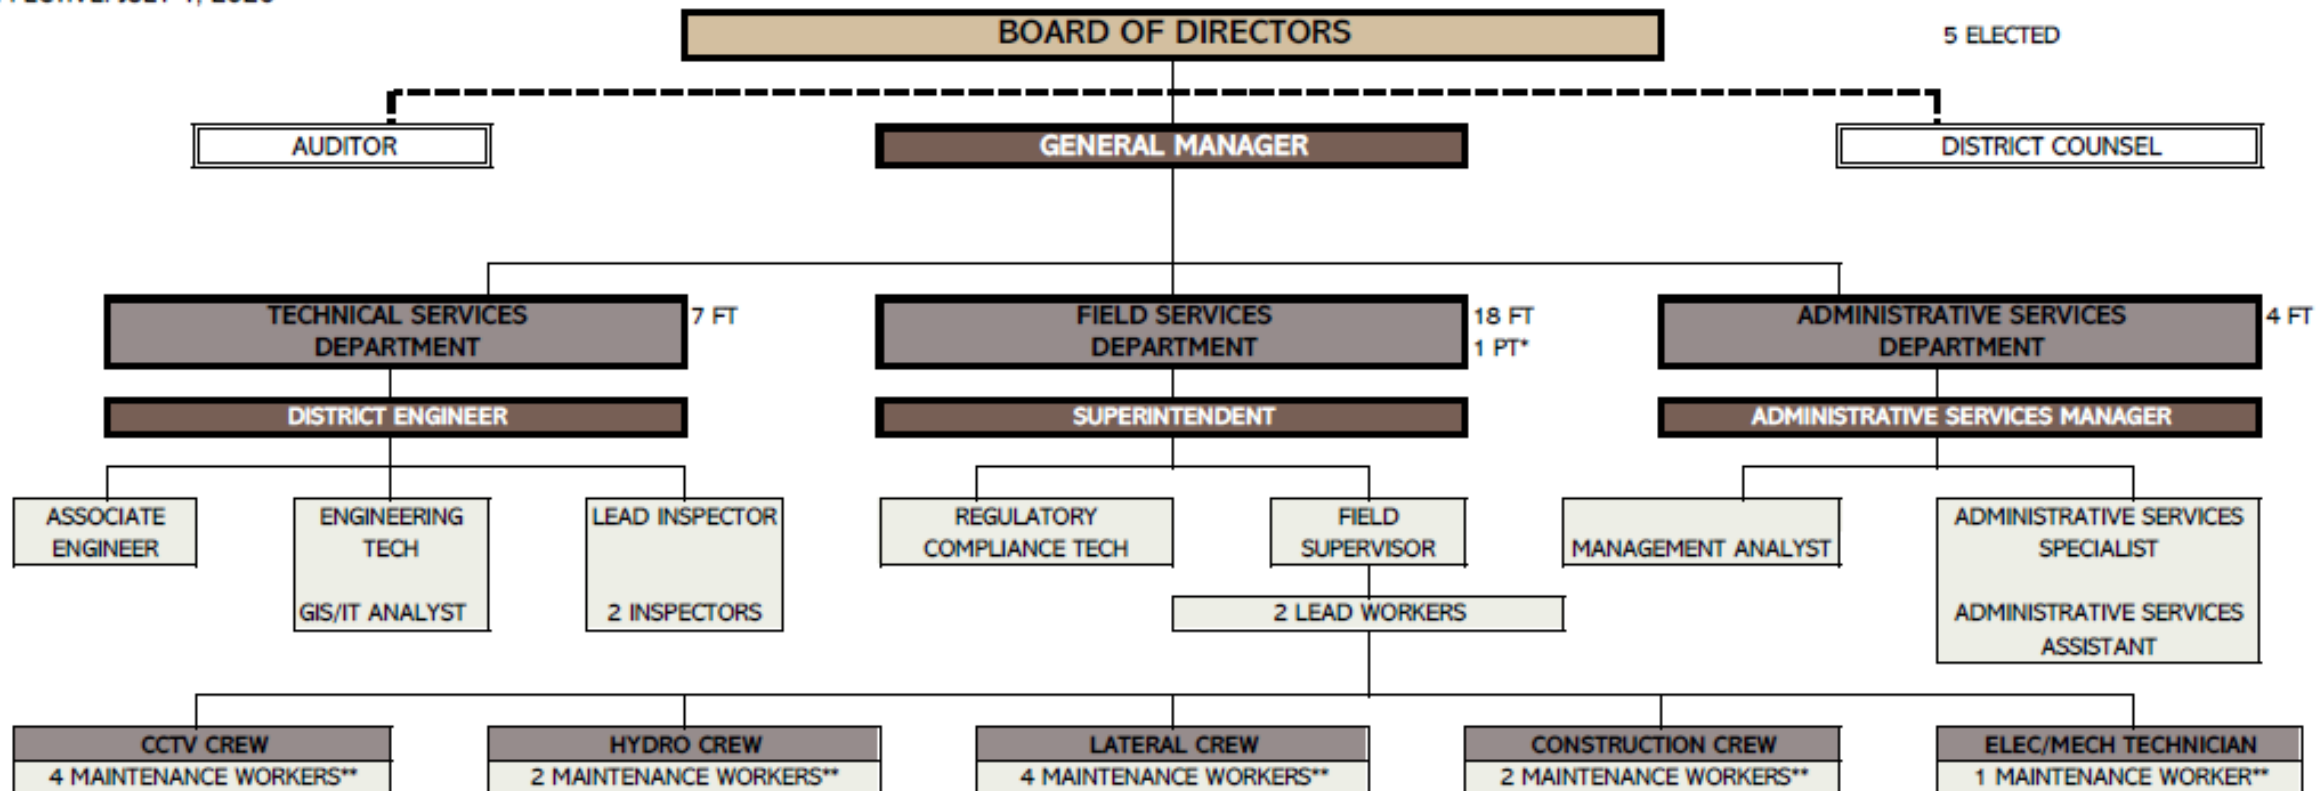 BOARD OF DIRECTORS
5 ELECTED
AUDITOR
GENERAL MANAGER
DISTRICT COUNSEL
TECHNICAL SERVICES
DEPARTMENT
7 FT
FIELD SERVICES
DEPARTMENT
18 FT
1 PT*
ADMINISTRATIVE SERVICES
DEPARTMENT
4 FT
DISTRICT ENGINEER
SUPERINTENDENT
ADMINISTRATIVE SERVICES MANAGER
ASSOCIATE
ENGINEER
ENGINEERING
TECH
GIS/IT ANALYST
LEAD INSPECTOR
2 INSPECTORS
REGULATORY
COMPLIANCE TECH
FIELD
SUPERVISOR
2 LEAD WORKERS
MANAGEMENT ANALYST
ADMINISTRATIVE SERVICES
SPECIALIST
ADMINISTRATIVE SERVICES
ASSISTANT
CCTV CREW
4 MAINTENANCE WORKERS**
HYDRO CREW
2 MAINTENANCE WORKERS**
LATERAL CREW
4 MAINTENANCE WORKERS**
CONSTRUCTION CREW
2 MAINTENANCE WORKERS**
ELEC/MECH TECHNICIAN
1 MAINTENANCE WORKER**